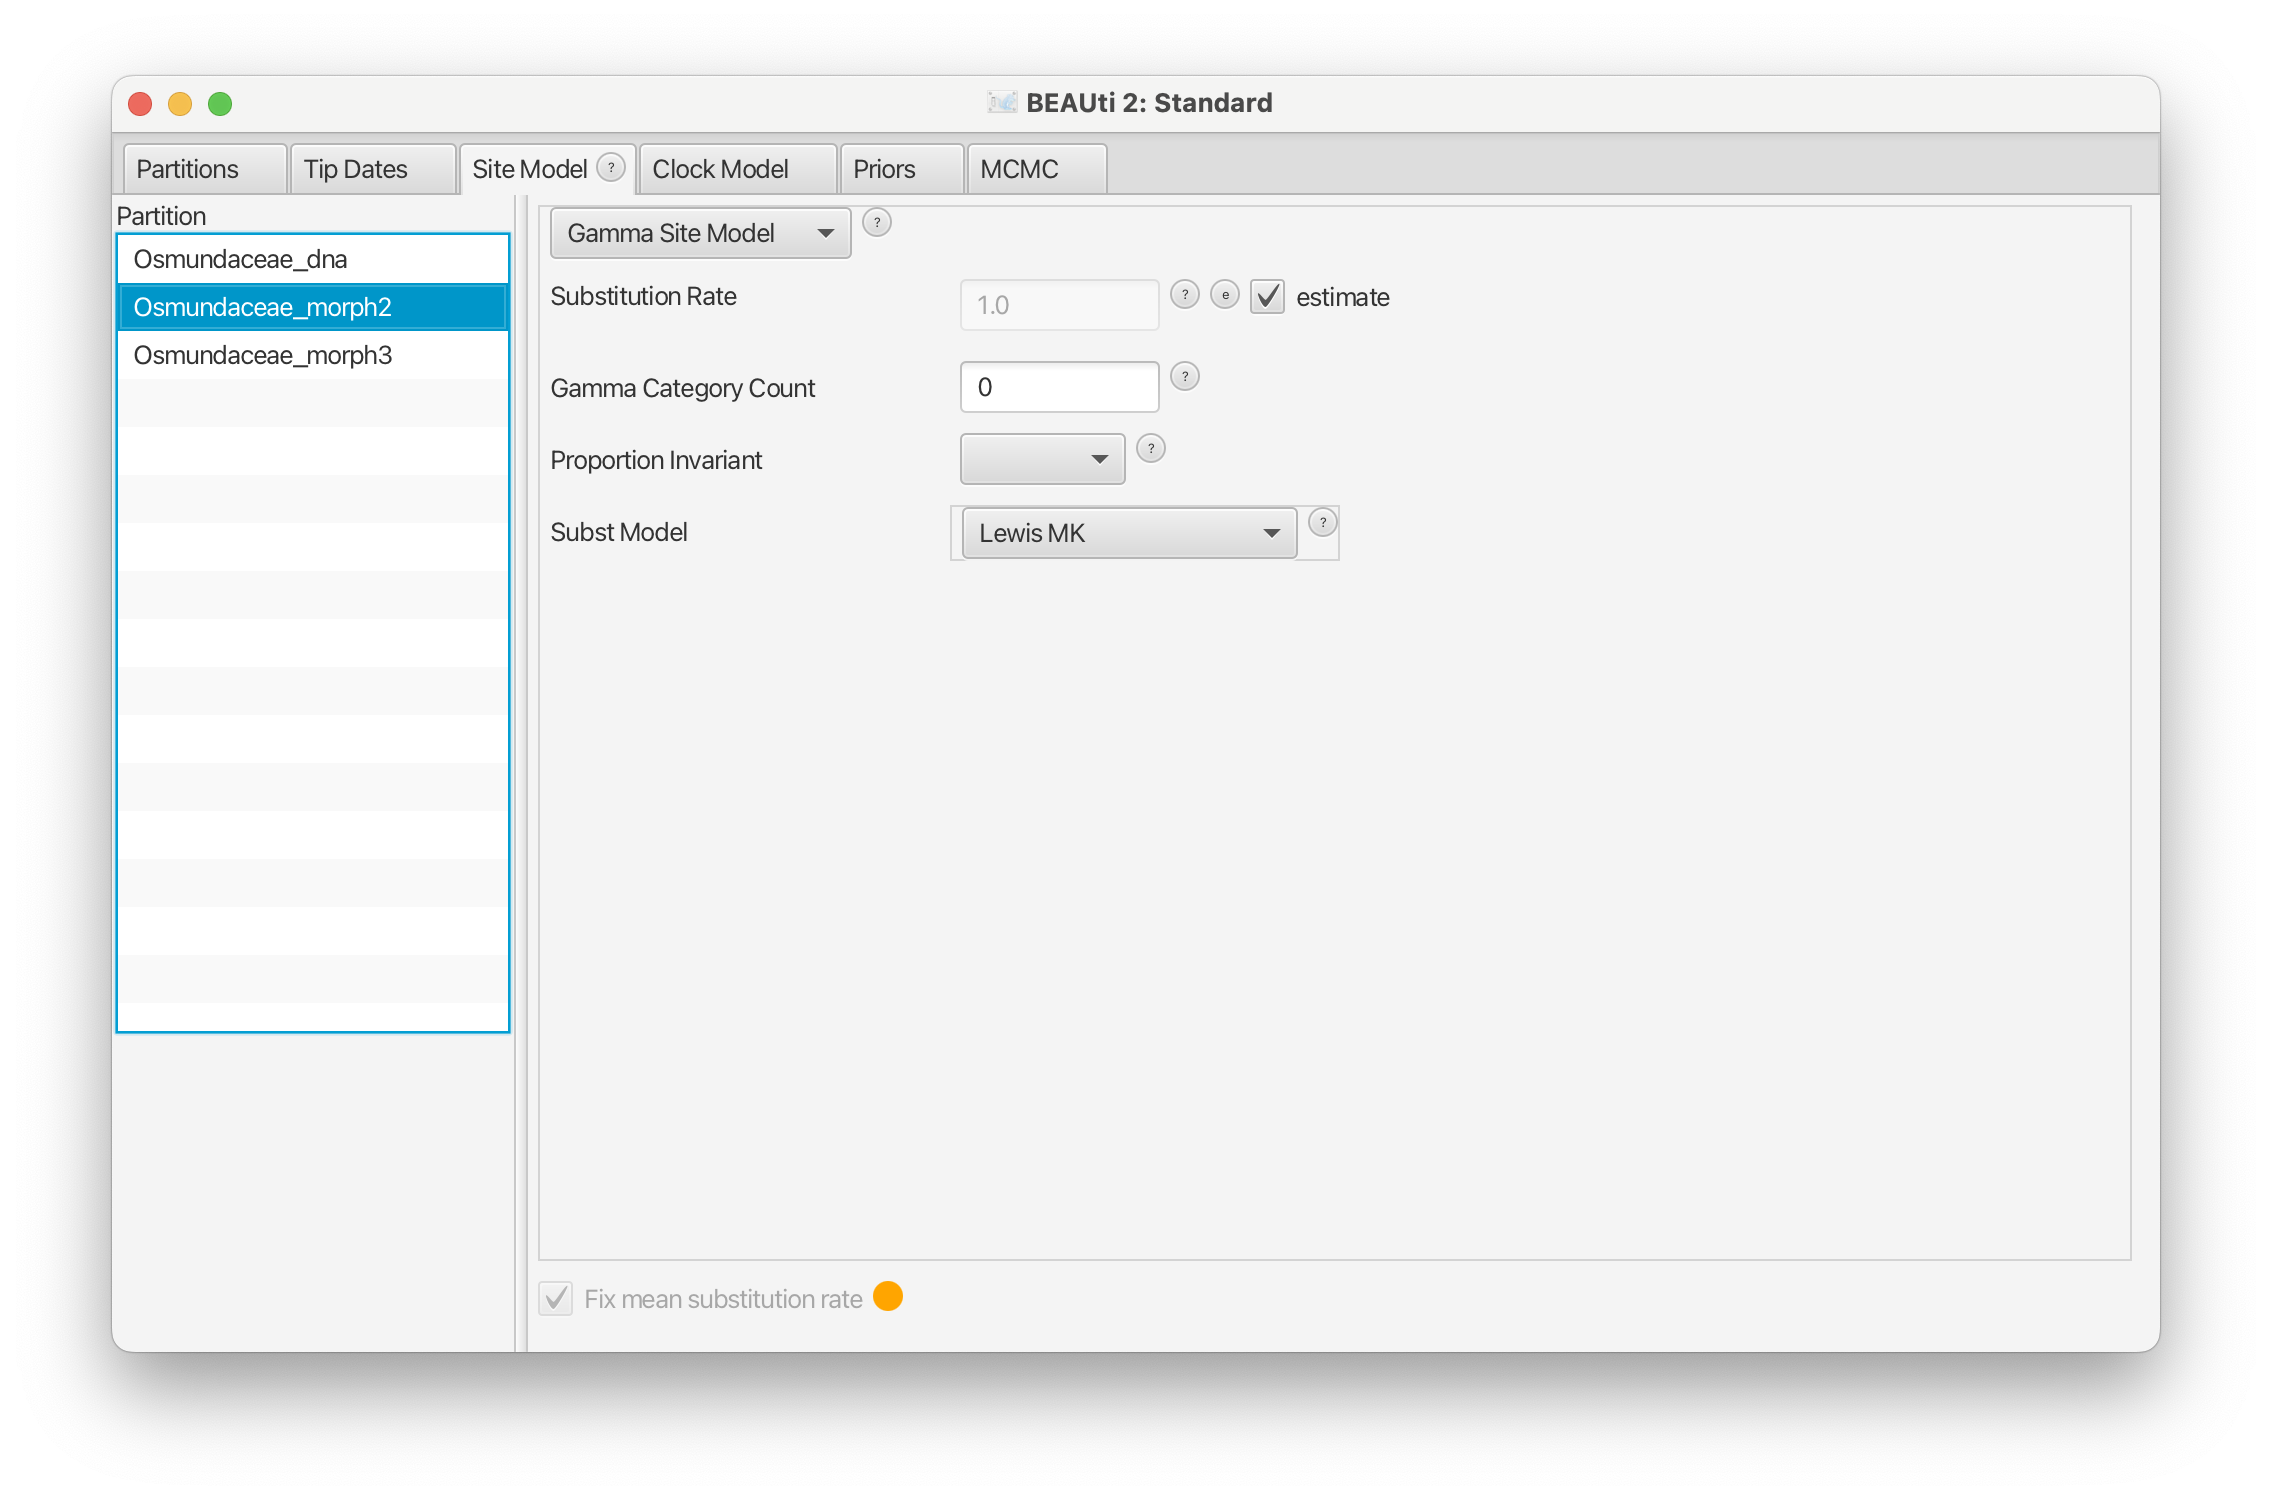 BEAUti 2: Standard
Partitions Tip Dates Site Model ? Clock Model Priors MCMC
Partition
Osmundaceae_dna
Osmundaceae_morph2
Osmundaceae_morph3
Gamma Site Model ?
Substitution Rate 1.0 ? e estimate
Gamma Category Count 0 ?
Proportion Invariant ?
Subst Model Lewis MK ?
Fix mean substitution rate